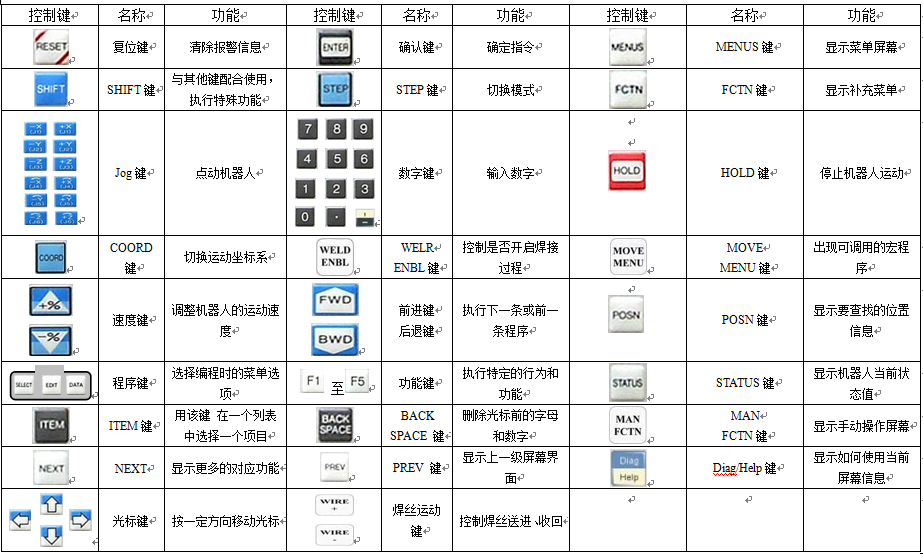 控制键 名称 功能 控制键 名称 功能 控制键 名称 功能
RESET 复位键 清除报警信息 ENTER 确认键 确定指令 MENUS MENUS 键 显示菜单屏幕
SHIFT SHIFT 键 与其他键配合使用，执行特殊功能 STEP STEP 键 切换模式 FCTN FCTN 键 显示补充菜单
-X (J1) +X (J1)
-Y (J2) +Y (J2)
-Z (J3) +Z (J3)
-X (J4) +X (J4)
-Y (J5) +Y (J5)
-Z (J6) +Z (J6)
Jog 键 点动机器人
7 8 9
4 5 6
1 2 3
0 .
数字键 输入数字 HOLD HOLD 键 停止机器人运动
COORD COORD
键 切换运动坐标系
WELD
ENBL
WELR
ENBL 键
控制是否开启焊接
过程
MOVE
MENU
MOVE
MENU 键
出现可调用的宏程
序
+%
-%
速度键
调整机器人的运动速
度
FWD
BWD
前进键
后退键
执行下一条或前一
条程序
POSN POSN 键
显示要查找的位置
信息
SELECT EDIT DATA 程序键
选择编程时的菜单选
项
F1 至 F5 功能键
执行特定的行为和
功能
STATUS STATUS 键
显示机器人当前状
态值
ITEM ITEM 键
用该键 在一个列表
中选择一个项目
BACK
SPACE
BACK
SPACE 键
删除光标前的字母
和数字
MAN
FCTN
MAN
FCTN 键
显示手动操作屏幕
NEXT NEXT 键 显示更多的对应功能
PREV PREV 键
显示上一级屏幕界
面
Diag
Help
Diag/Help 键
显示如何使用当前
屏幕信息
光标键 按一定方向移动光标
WIRE
+
WIRE
-
焊丝运动
键
控制焊丝送进、收回